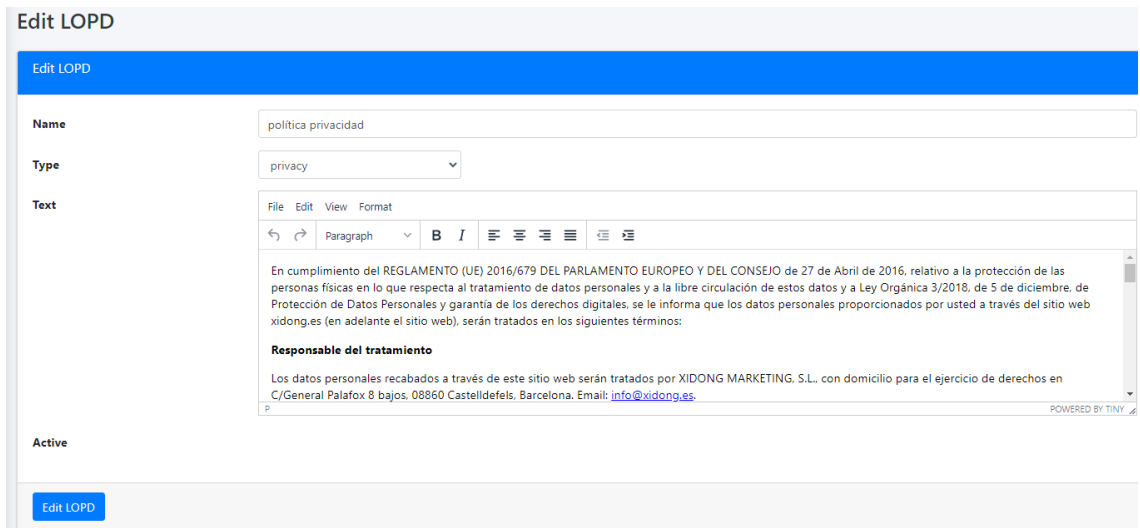 Edit LOPD
Edit LOPD
Name
política privacidad
Type
privacy
Text
File Edit View Format
Paragraph B I
En cumplimiento del REGLAMENTO (UE) 2016/679 DEL PARLAMENTO EUROPEO Y DEL CONSEJO de 27 de Abril de 2016, relativo a la protección de las
personas físicas en lo que respecta al tratamiento de datos personales y a la libre circulación de estos datos y a Ley Orgánica 3/2018, de 5 de diciembre, de
Protección de Datos Personales y garantía de los derechos digitales, se le informa que los datos personales proporcionados por usted a través del sitio web
xidong.es (en adelante el sitio web), serán tratados en los siguientes términos:
Responsable del tratamiento
Los datos personales recabados a través de este sitio web serán tratados por XIDONG MARKETING, S.L., con domicilio para el ejercicio de derechos en
C/General Palafox 8 bajos, 08860 Castelldefels, Barcelona. Email: info@xidong.es.
P POWERED BY TINY
Active
Edit LOPD